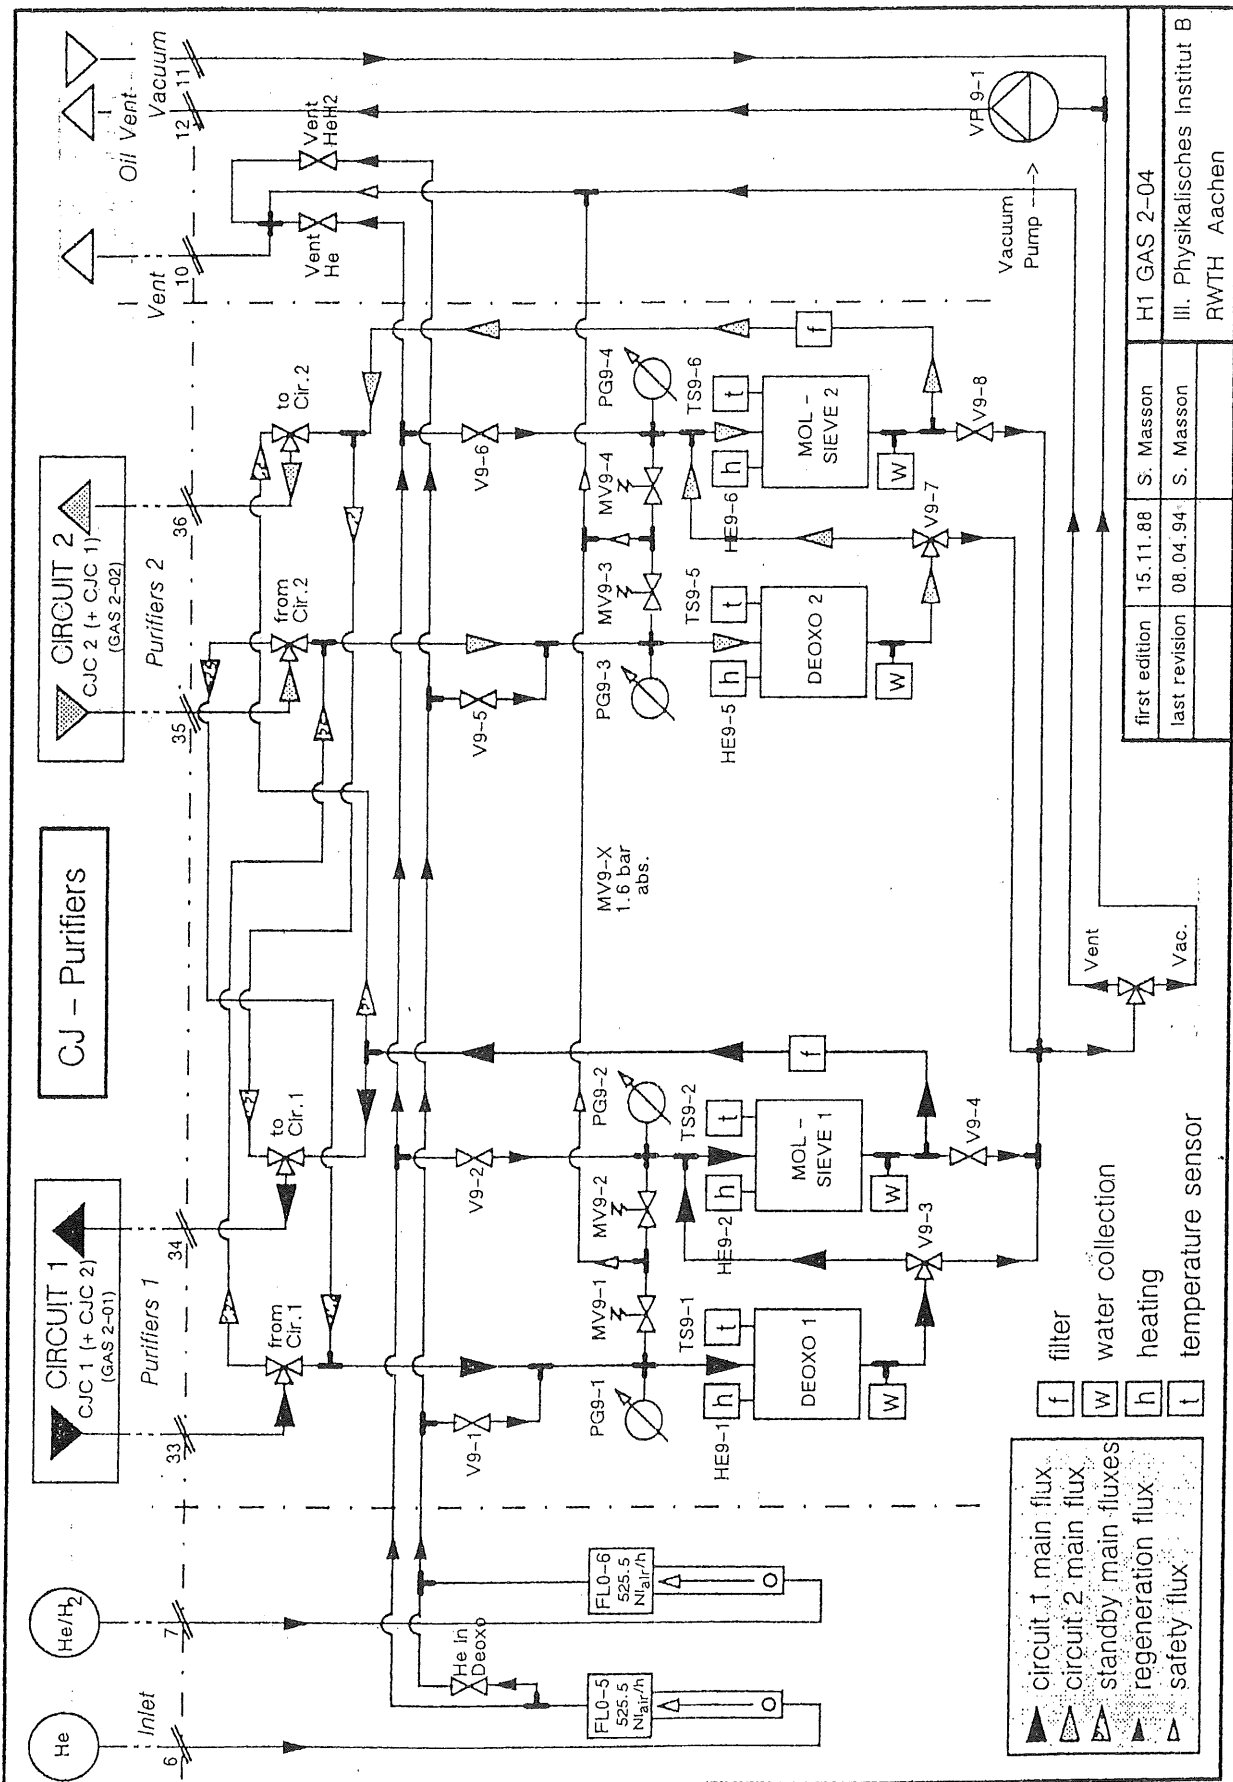 CJ - Purifiers
He
He/H2
CIRCUIT 1
CJC 1 (+ CJC 2)
(GAS 2-01)
CIRCUIT 2
CJC 2 (+ CJC 1)
(GAS 2-02)
Inlet
Purifiers 1
Purifiers 2
Vent
Oil Vent
Vacuum
6
7
33
34
35
36
10
12
11
from
Cir.1
to
Cir.1
from
Cir.2
to
Cir.2
Vent
He
Vent
HeH2
He In
Deoxo
V9-1
V9-2
V9-5
V9-6
FL0-5
525.5
Nlair/h
FL0-6
525.5
Nlair/h
PG9-1
MV9-1
MV9-2
PG9-2
MV9-X
1.6 bar
abs.
PG9-3
MV9-3
MV9-4
PG9-4
HE9-1
TS9-1
HE9-2
TS9-2
HE9-5
TS9-5
HE9-6
TS9-6
h
t
h
t
h
t
h
t
DEOXO 1
MOL -
SIEVE 1
DEOXO 2
MOL -
SIEVE 2
f
f
w
w
w
w
V9-3
V9-4
V9-7
V9-8
Vacuum
Pump --->
VP 9-1
Vent
Vac.
circuit 1 main flux
circuit 2 main flux
standby main fluxes
regeneration flux
safety flux
f filter
w water collection
h heating
t temperature sensor
first edition 15.11.88 S. Masson H1 GAS 2-04
last revision 08.04.94 S. Masson III. Physikalisches Institut B
RWTH Aachen